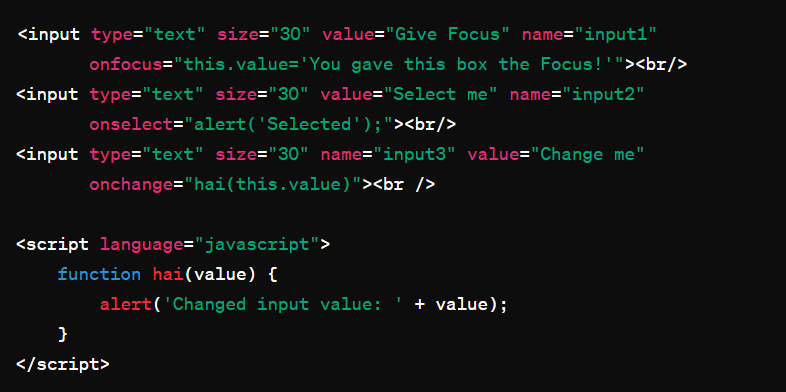 <input type="text" size="30" value="Give Focus" name="input1"
onfocus="this.value='You gave this box the Focus!'"><br/>
<input type="text" size="30" value="Select me" name="input2"
onselect="alert('Selected');"><br/>
<input type="text" size="30" name="input3" value="Change me"
onchange="hai(this.value)"><br />
<script language="javascript">
function hai(value) {
alert('Changed input value: ' + value);
}
</script>